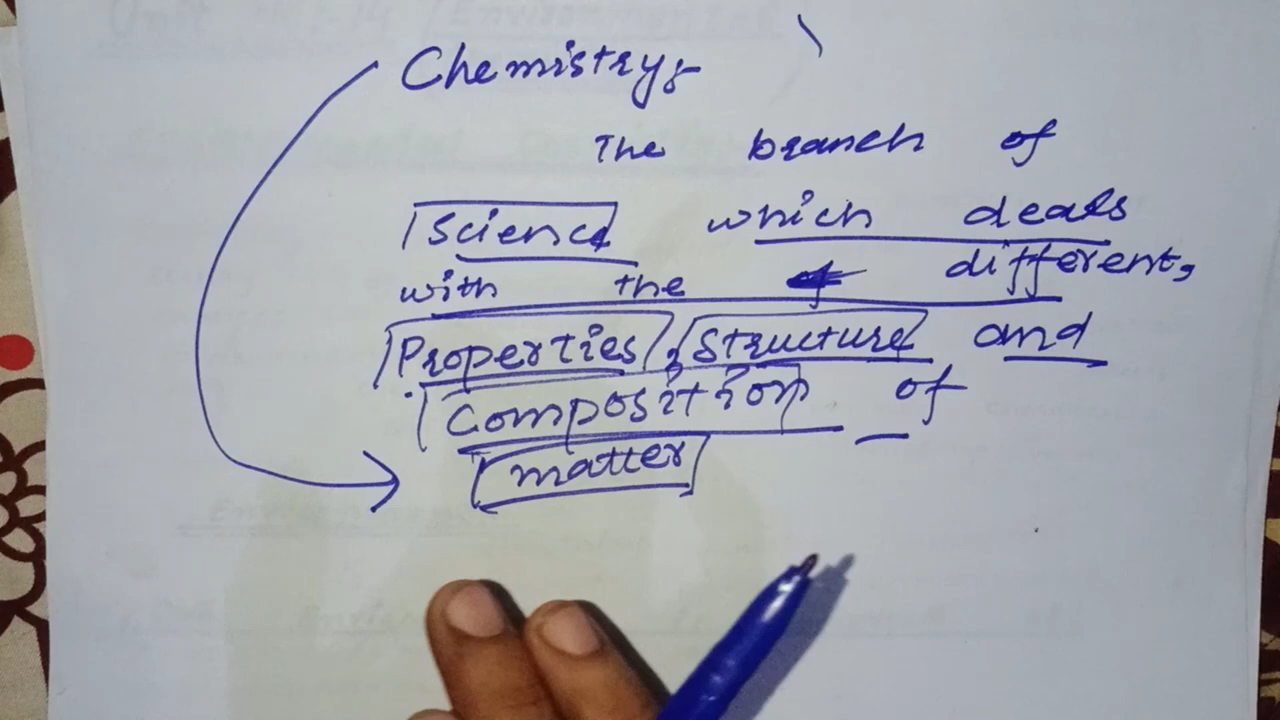 Chemistry:-
The branch of
Science which deals
with the different,
Properties, Structure and
Composition of
matter